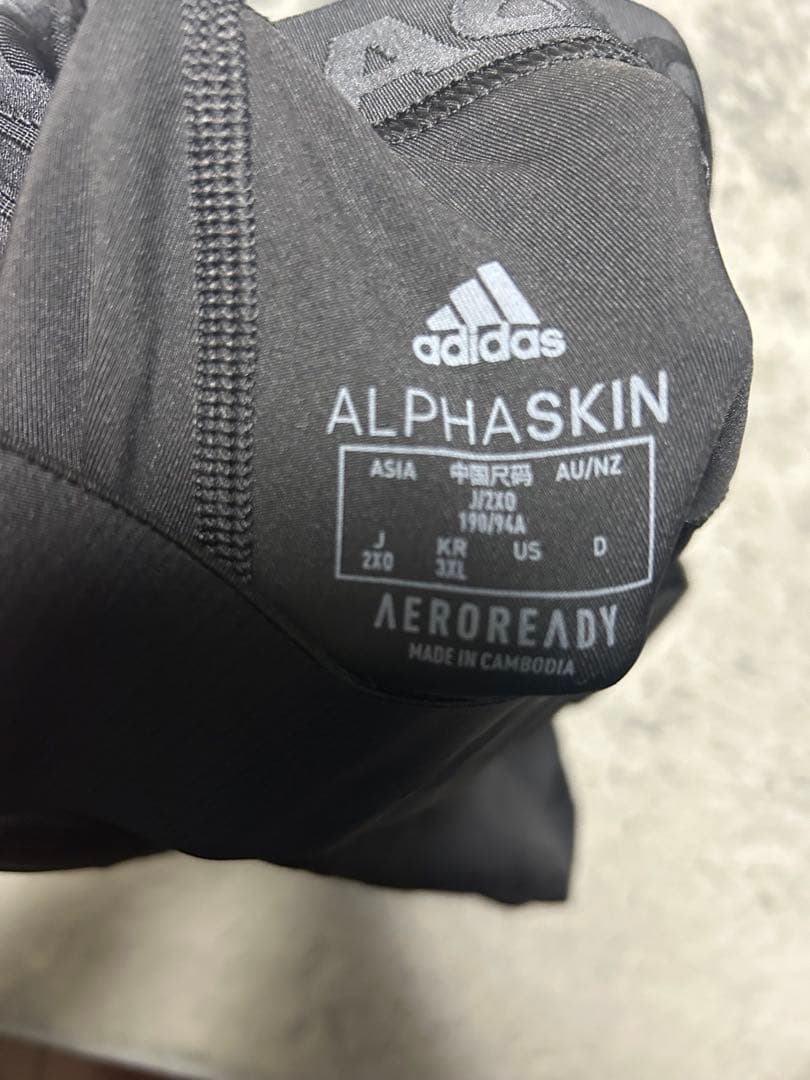 AD
adidas
ALPHASKIN
ASIA 中国尺码 AU/NZ
J/2XO
190/94A
J KR US D
2XO 3XL
AEROREADY
MADE IN CAMBODIA